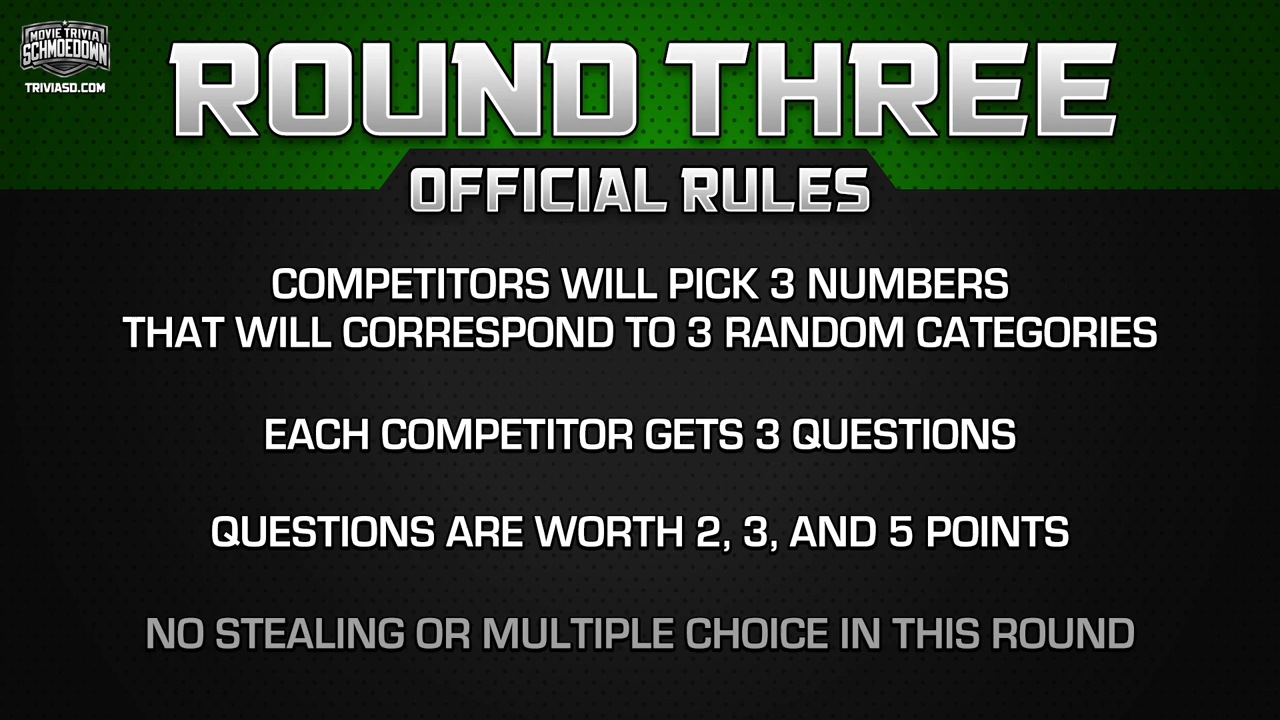 MOVIE TRIVIA
SCHMOEDOWN
TRIVIASD.COM
ROUND THREE
OFFICIAL RULES
COMPETITORS WILL PICK 3 NUMBERS
THAT WILL CORRESPOND TO 3 RANDOM CATEGORIES
EACH COMPETITOR GETS 3 QUESTIONS
QUESTIONS ARE WORTH 2, 3, AND 5 POINTS
NO STEALING OR MULTIPLE CHOICE IN THIS ROUND